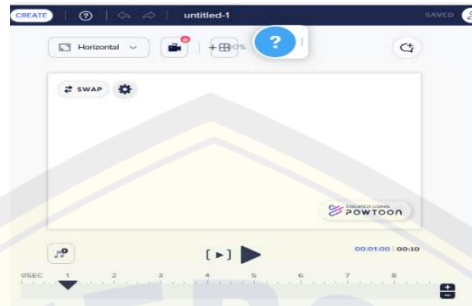 CREATE ? untitled-1 SAVED
Horizontal + ?
SWAP
POWTOON
[ ] 00:01:00 00:10
0SEC 1 2 3 4 5 6 7 8 +
-